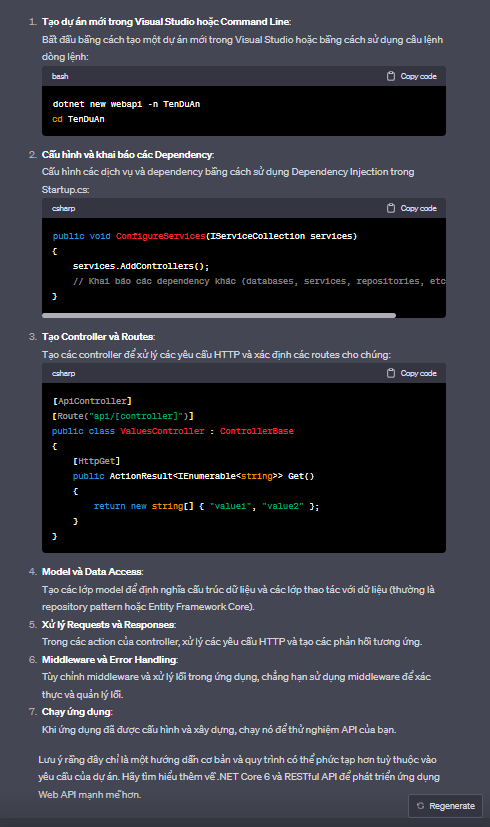 1. Tạo dự án mới trong Visual Studio hoặc Command Line:
Bắt đầu bằng cách tạo một dự án mới trong Visual Studio hoặc bằng cách sử dụng câu lệnh
dòng lệnh:
bash Copy code
dotnet new webapi -n TenDuAn
cd TenDuAn
2. Cấu hình và khai báo các Dependency:
Cấu hình các dịch vụ và dependency bằng cách sử dụng Dependency Injection trong
Startup.cs:
csharp Copy code
public void ConfigureServices(IServiceCollection services)
{
services.AddControllers();
// Khai báo các dependency khác (databases, services, repositories, etc
}
3. Tạo Controller và Routes:
Tạo các controller để xử lý các yêu cầu HTTP và xác định các routes cho chúng:
csharp Copy code
[ApiController]
[Route("api/[controller]")]
public class ValuesController : ControllerBase
{
[HttpGet]
public ActionResult<IEnumerable<string>> Get()
{
return new string[] { "value1", "value2" };
}
}
4. Model và Data Access:
Tạo các lớp model để định nghĩa cấu trúc dữ liệu và các lớp thao tác với dữ liệu (thường là
repository pattern hoặc Entity Framework Core).
5. Xử lý Requests và Responses:
Trong các action của controller, xử lý các yêu cầu HTTP và tạo các phản hồi tương ứng.
6. Middleware và Error Handling:
Tùy chỉnh middleware và xử lý lỗi trong ứng dụng, chẳng hạn sử dụng middleware để xác
thực và quản lý lỗi.
7. Chạy ứng dụng:
Khi ứng dụng đã được cấu hình và xây dựng, chạy nó để thử nghiệm API của bạn.
Lưu ý rằng đây chỉ là một hướng dẫn cơ bản và quy trình có thể phức tạp hơn tuỳ thuộc vào
yêu cầu của dự án. Hãy tìm hiểu thêm về .NET Core 6 và RESTful API để phát triển ứng dụng
Web API mạnh mẽ hơn.
Regenerate